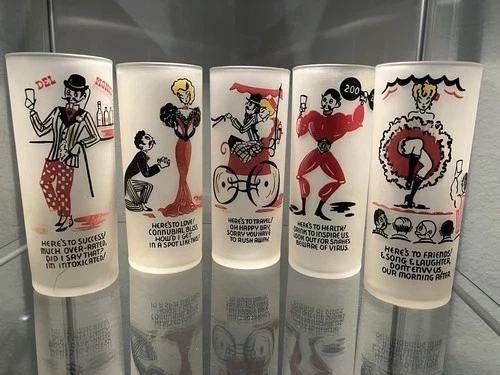 DEL
HERE'S TO SUCCESS!
MUCH OVER-RATED.
DID I SAY THAT?
I'M INTOXICATED!
HERE'S TO LOVE!
CONNUBIAL BLISS.
HOW'D I GET
IN A SPOT LIKE THIS?
HERE'S TO TRAVEL!
OH HAPPY DAY,
SORRY YOU HAVE
TO RUSH AWAY.
200
HERE'S TO HEALTH!
DRINK TO INSPIRE US.
LOOK OUT FOR SNAKES
BEWARE OF VIRUS.
HERE'S TO FRIENDS!
& SONG & LAUGHTER
DON'T ENVY US,
OUR MORNING AFTER.